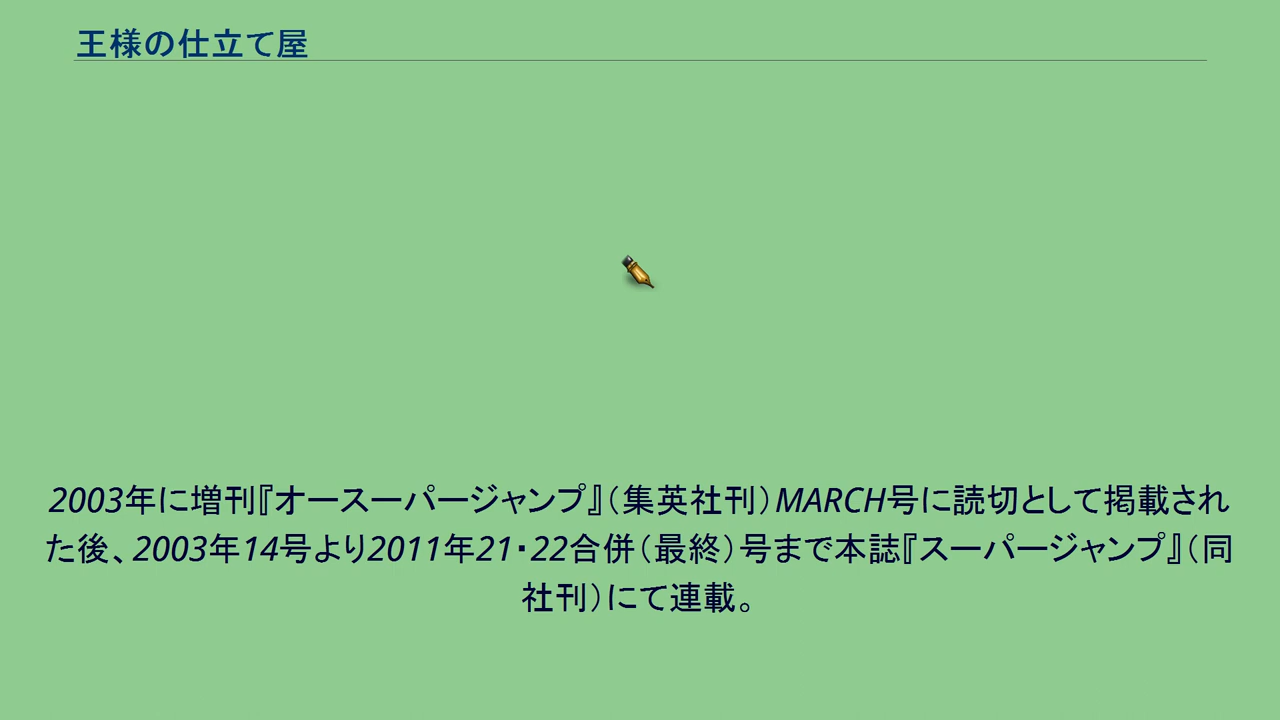 王様の仕立て屋
2003年に増刊『オースーパージャンプ』（集英社刊）MARCH号に読切として掲載され
た後、2003年14号より2011年21・22合併（最終）号まで本誌『スーパージャンプ』（同
社刊）にて連載。